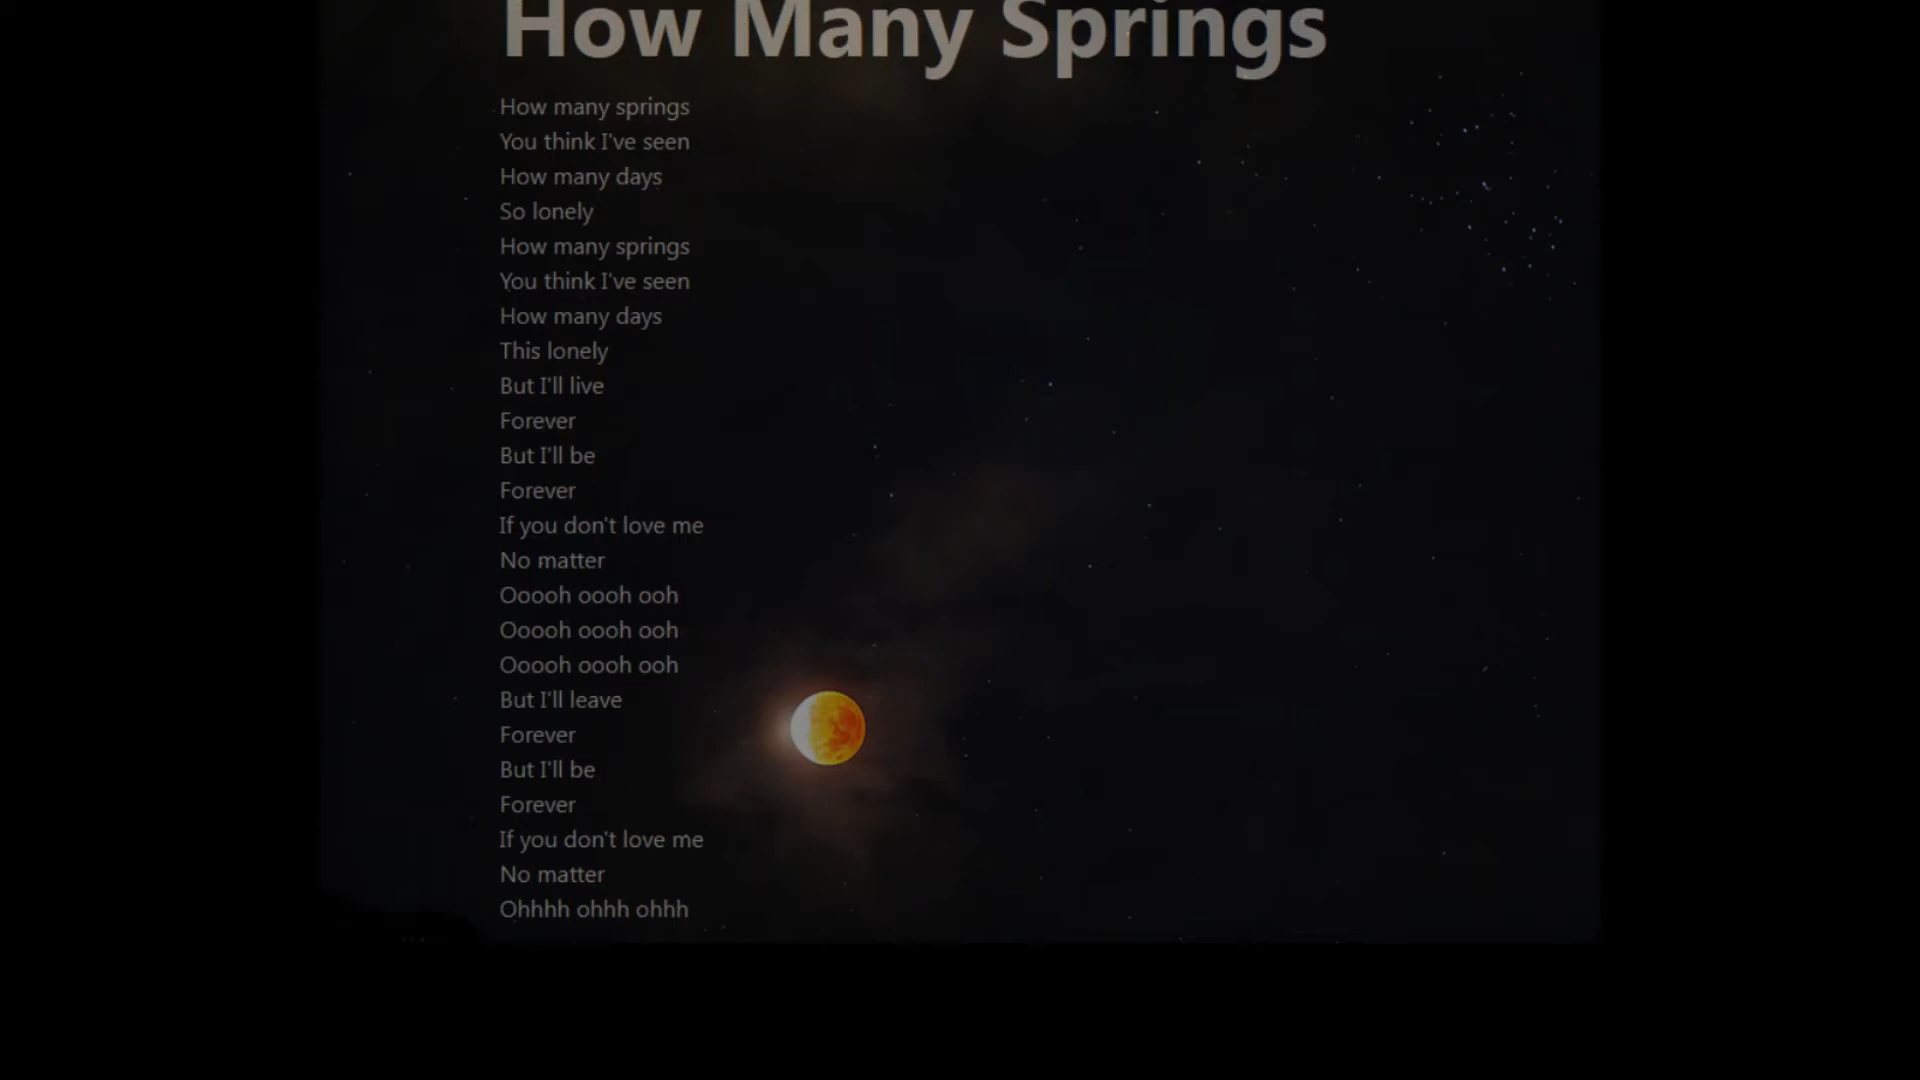 How Many Springs
How many springs
You think I've seen
How many days
So lonely
How many springs
You think I've seen
How many days
This lonely
But I'll live
Forever
But I'll be
Forever
If you don't love me
No matter
Ooooh oooh ooh
Ooooh oooh ooh
Ooooh oooh ooh
But I'll leave
Forever
But I'll be
Forever
If you don't love me
No matter
Ohhhh ohhh ohhh